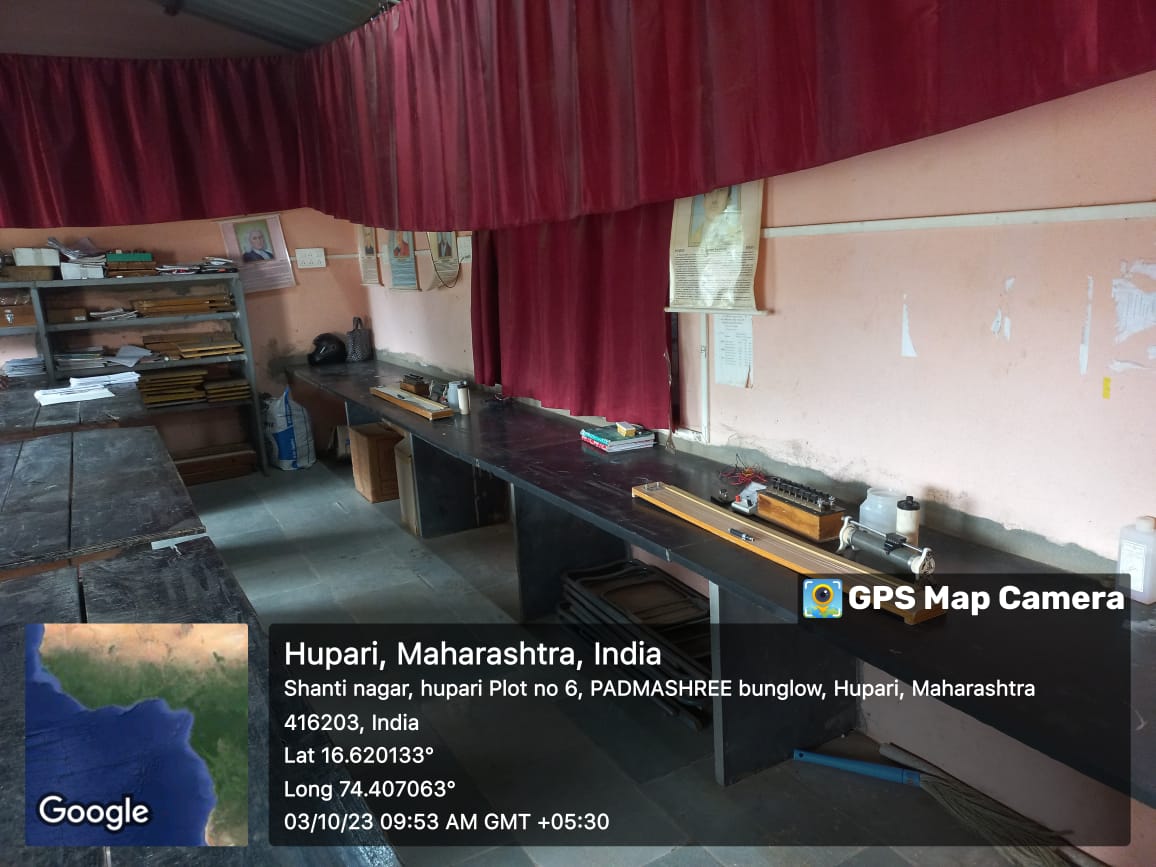 GPS Map Camera
Hupari, Maharashtra, India
Shanti nagar, hupari Plot no 6, PADMASHREE bunglow, Hupari, Maharashtra
416203, India
Lat 16.620133°
Long 74.407063°
03/10/23 09:53 AM GMT +05:30
Google